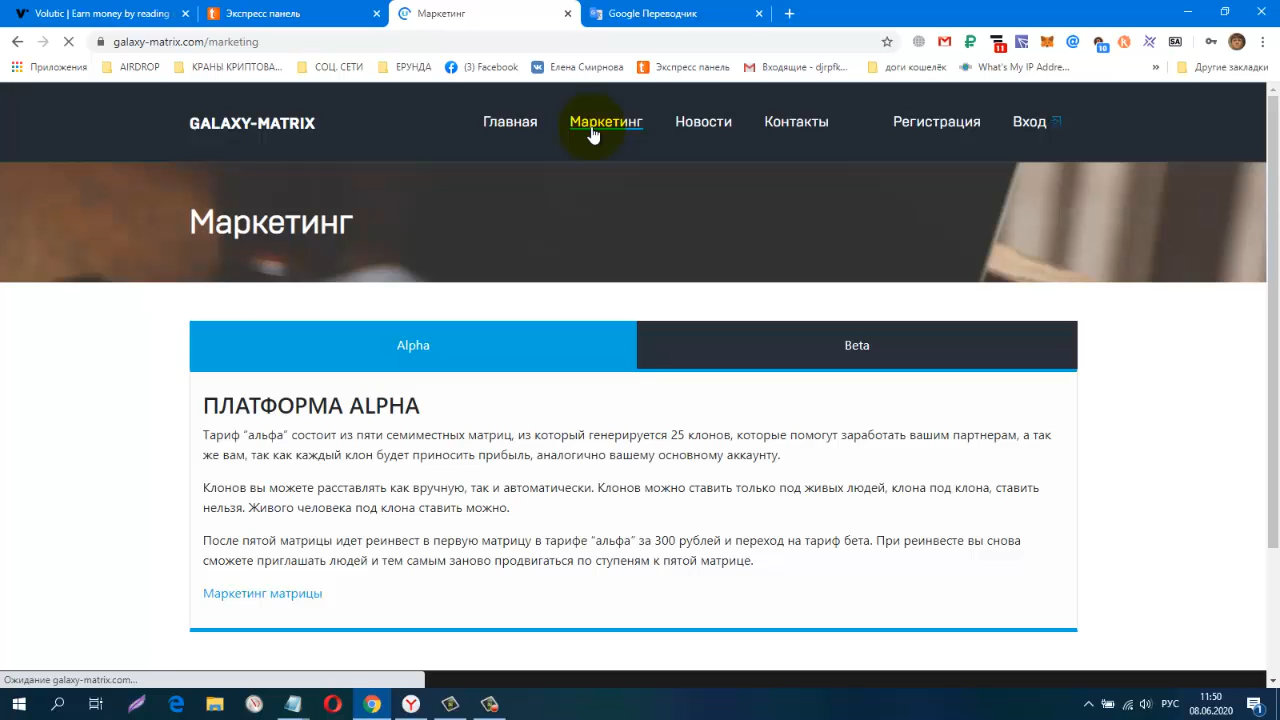 Volutic | Earn money by reading
Экспресс панель
Маркетинг
Google Переводчик
galaxy-matrix.com/marketing
11
10
SA
Приложения
AIRDROP
КРАНЫ КРИПТОВА...
СОЦ. СЕТИ
ЕРУНДА
(3) Facebook
Елена Смирнова
Экспресс панель
Входящие - djrpfk...
доги кошелёк
What's My IP Addre...
»
Другие закладки
GALAXY-MATRIX
Главная
Маркетинг
Новости
Контакты
Регистрация
Вход
Маркетинг
Alpha
Beta
ПЛАТФОРМА ALPHA
Тариф “альфа” состоит из пяти семиместных матриц, из который генерируется 25 клонов, которые помогут заработать вашим партнерам, а так
же вам, так как каждый клон будет приносить прибыль, аналогично вашему основному аккаунту.
Клонов вы можете расставлять как вручную, так и автоматически. Клонов можно ставить только под живых людей, клона под клона, ставить
нельзя. Живого человека под клона ставить можно.
После пятой матрицы идет реинвест в первую матрицу в тарифе “альфа” за 300 рублей и переход на тариф бета. При реинвесте вы снова
сможете приглашать людей и тем самым заново продвигаться по ступеням к пятой матрице.
Маркетинг матрицы
Ожидание galaxy-matrix.com...
РУС
11:50
08.06.2020
1